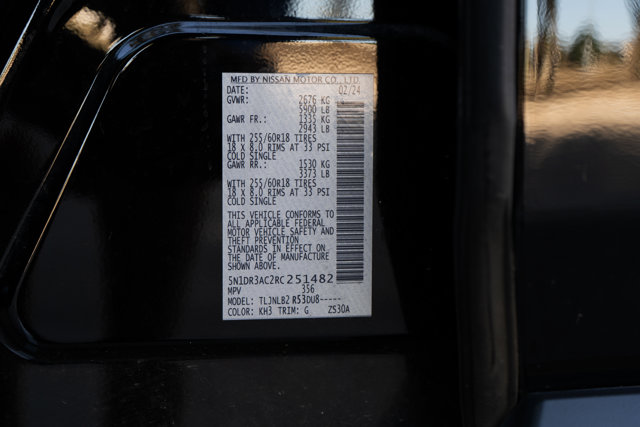 MFD BY NISSAN MOTOR CO., LTD.
DATE: 02/24
GVWR: 2676 KG
5900 LB
GAWR FR.: 1335 KG
2943 LB
WITH 255/60R18 TIRES
18 X 8.0 RIMS AT 33 PSI
COLD SINGLE
GAWR RR.: 1530 KG
3373 LB
WITH 255/60R18 TIRES
18 X 8.0 RIMS AT 33 PSI
COLD SINGLE
THIS VEHICLE CONFORMS TO
ALL APPLICABLE FEDERAL
MOTOR VEHICLE SAFETY AND
THEFT PREVENTION
STANDARDS IN EFFECT ON
THE DATE OF MANUFACTURE
SHOWN ABOVE.
5N1DR3AC2RC251482
MPV 356
MODEL: TLJNLB2 R53DU8-----
COLOR: KH3 TRIM: G ZS30A